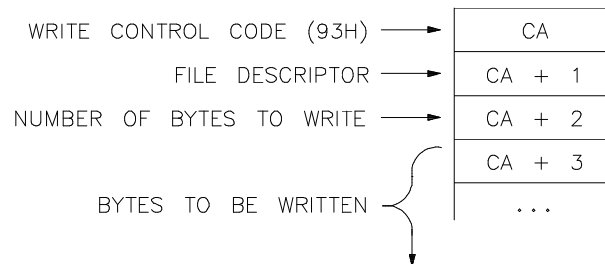 WRITE CONTROL CODE (93H) CA
FILE DESCRIPTOR CA + 1
NUMBER OF BYTES TO WRITE CA + 2
CA + 3
BYTES TO BE WRITTEN ...